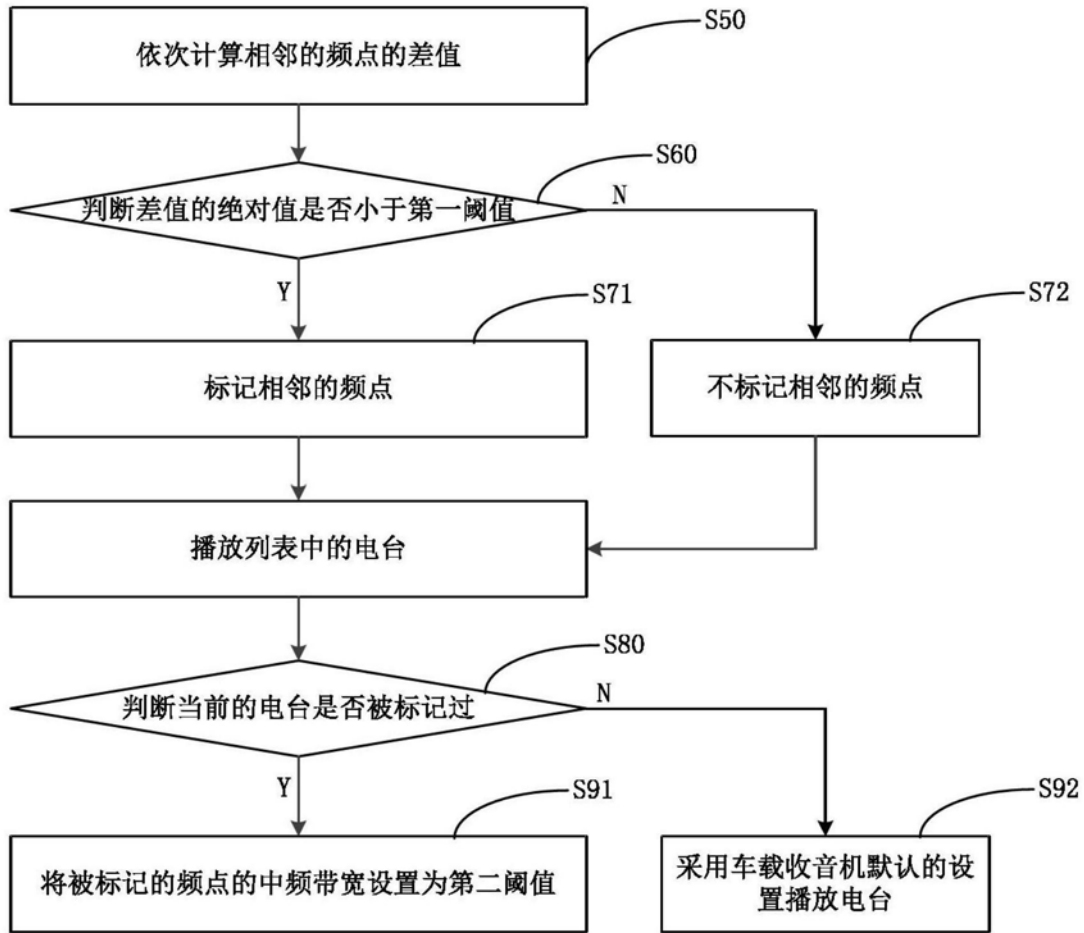 S50
依次计算相邻的频点的差值
S60
判断差值的绝对值是否小于第一阈值
N
Y
S71
S72
标记相邻的频点
不标记相邻的频点
播放列表中的电台
S80
判断当前的电台是否被标记过
N
Y
S91
S92
将被标记的频点的中频带宽设置为第二阈值
采用车载收音机默认的设
置播放电台